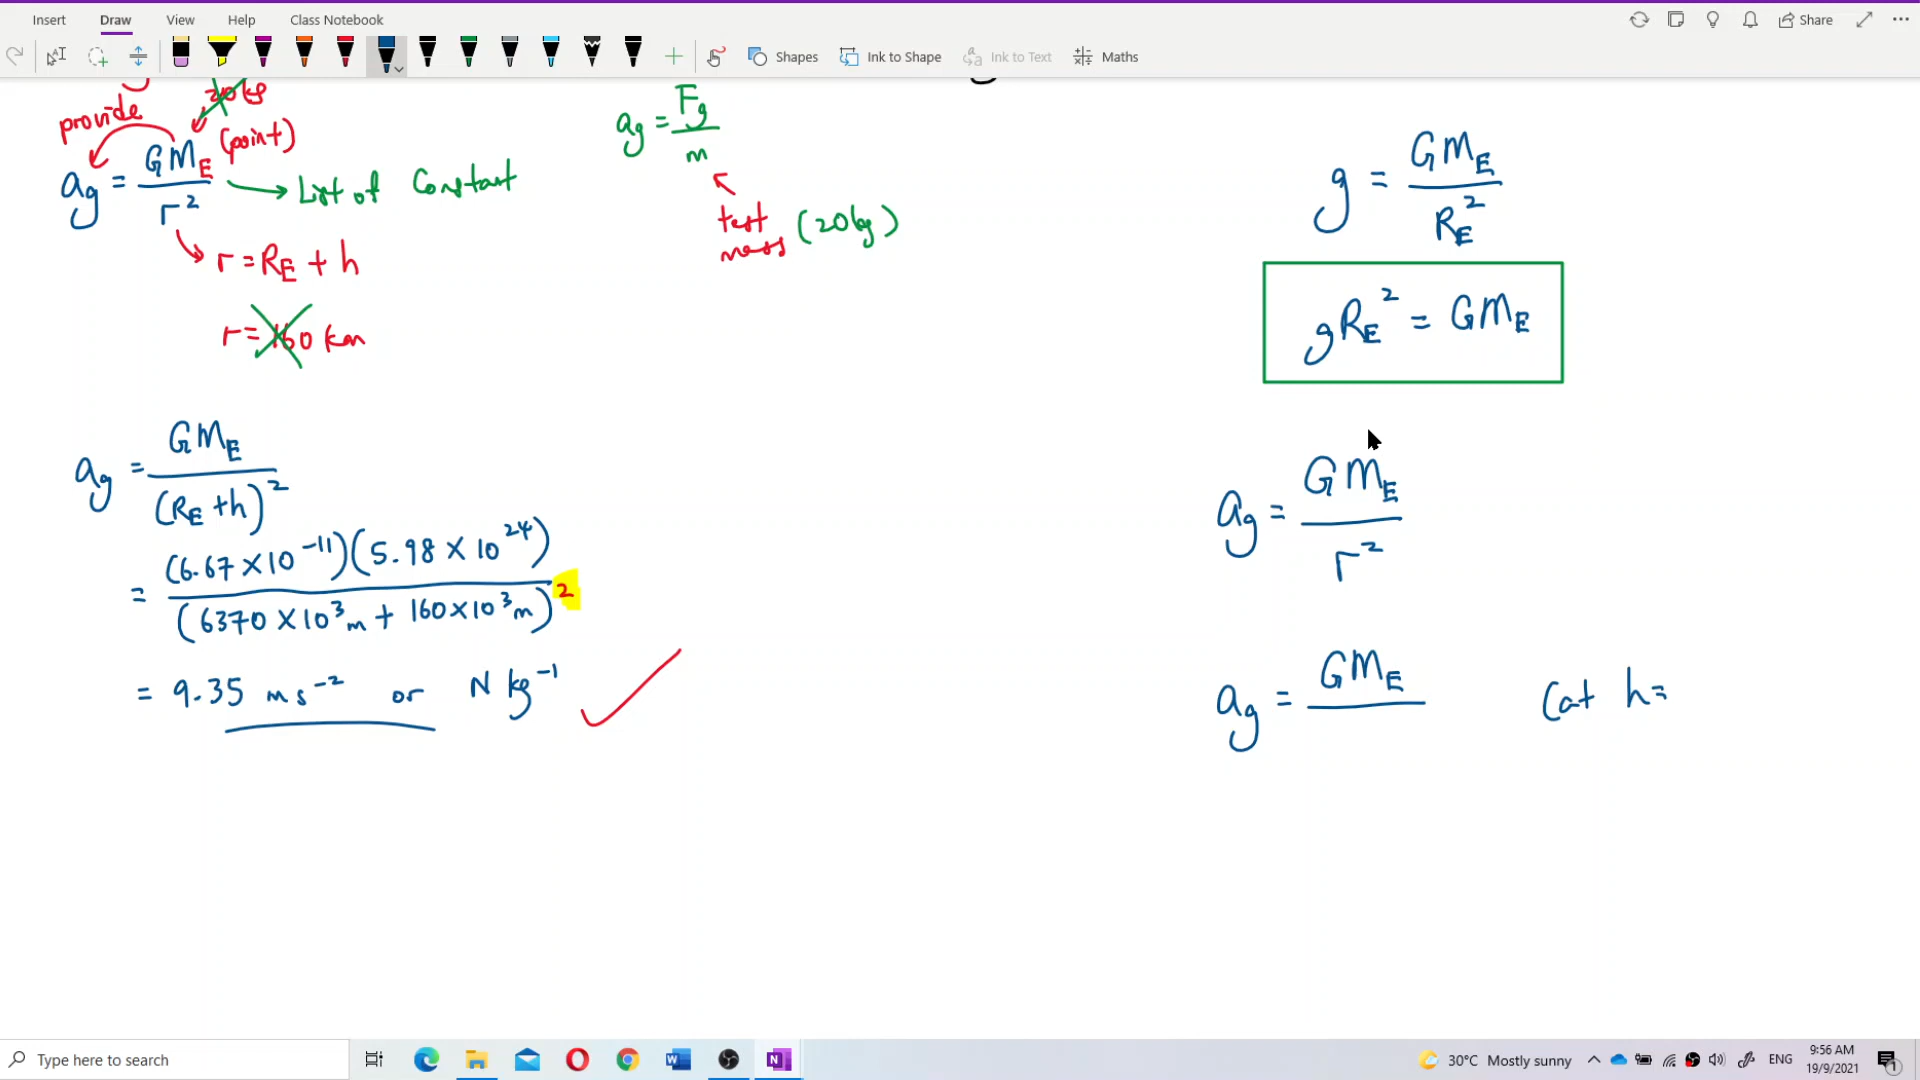 Insert Draw View Help Class Notebook
Share
Shapes Ink to Shape Ink to Text Maths
provide
20kg
(point)
ag = GME / r²
→ List of Constant
r = RE + h
r = 160 km
ag = Fg / m
test mass (20kg)
ag = GME / (RE + h)²
= (6.67 × 10⁻¹¹)(5.98 × 10²⁴) / (6370 × 10³ m + 160 × 10³ m)²
= 9.35 ms⁻² or N kg⁻¹
g = GME / RE²
gRE² = GME
ag = GME / r²
ag = GME
(at h=
Type here to search
30°C Mostly sunny
ENG
9:56 AM
19/9/2021